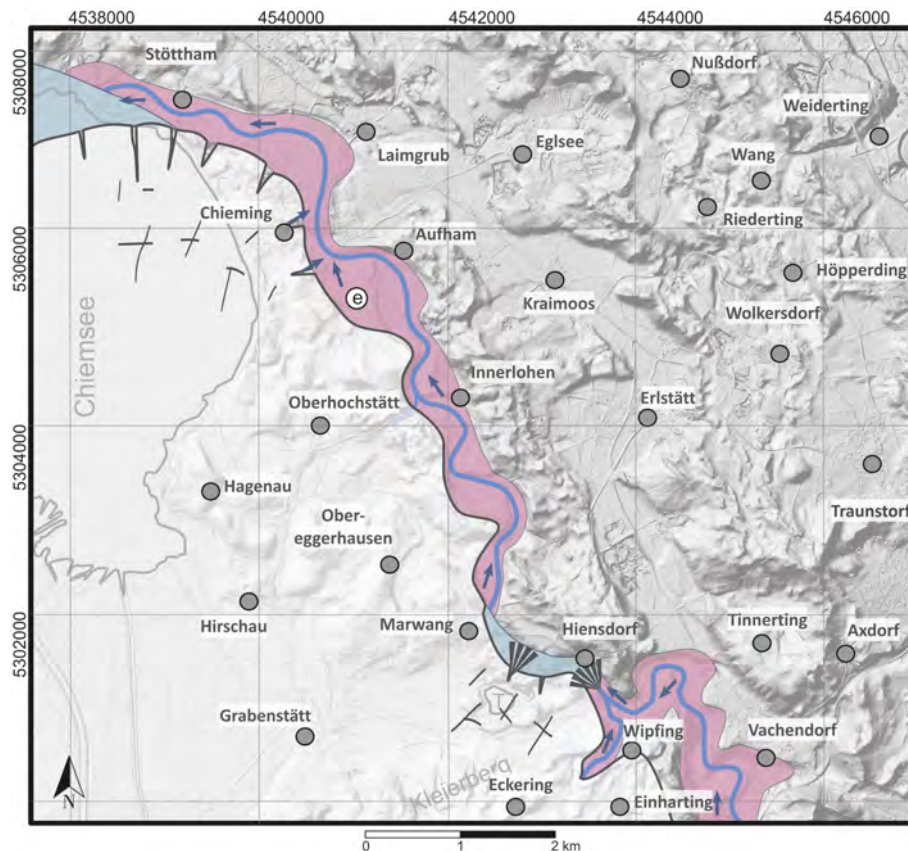 4538000 4540000 4542000 4544000 4546000
5308000
5306000
5304000
5302000
Stöttham
Nußdorf
Weiderting
Laimgrub
Eglsee
Wang
Riederting
Chieming
Aufham
Höpperding
Kraimoos
Wolkersdorf
e
Chiemsee
Innerlohen
Oberhochstätt
Erlstätt
Hagenau
Traunstorf
Ober-
eggerhausen
Hirschau
Marwang
Hiensdorf
Tinnerting
Axdorf
Grabenstätt
Wipfing
Vachendorf
Kleierberg
Eckering
Einharting
N
0 1 2 km